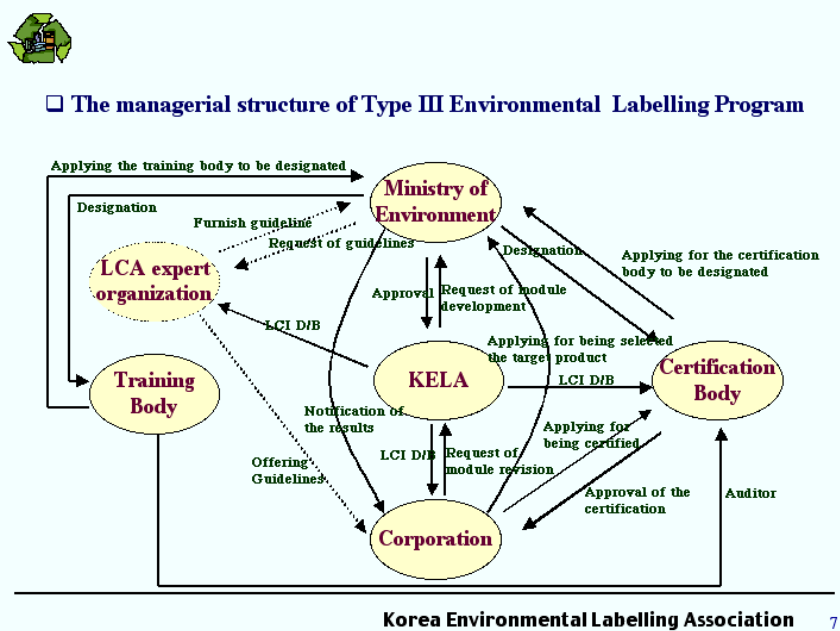 ❑ The managerial structure of Type III Environmental Labelling Program
Applying the training body to be designated
Ministry of
Environment
Designation
Furnish guideline
Request of guidelines
Designation
Applying for the certification
body to be designated
LCA expert
organization
Approval
Request of module
development
LCI D/B
Applying for being selected
the target product
Certification
Body
Training
Body
KELA
LCI D/B
Notification of
the results
Applying for
being certified
LCI D/B
Request of
module revision
Offering
Guidelines
Approval of the
certification
Auditor
Corporation
Korea Environmental Labelling Association
7